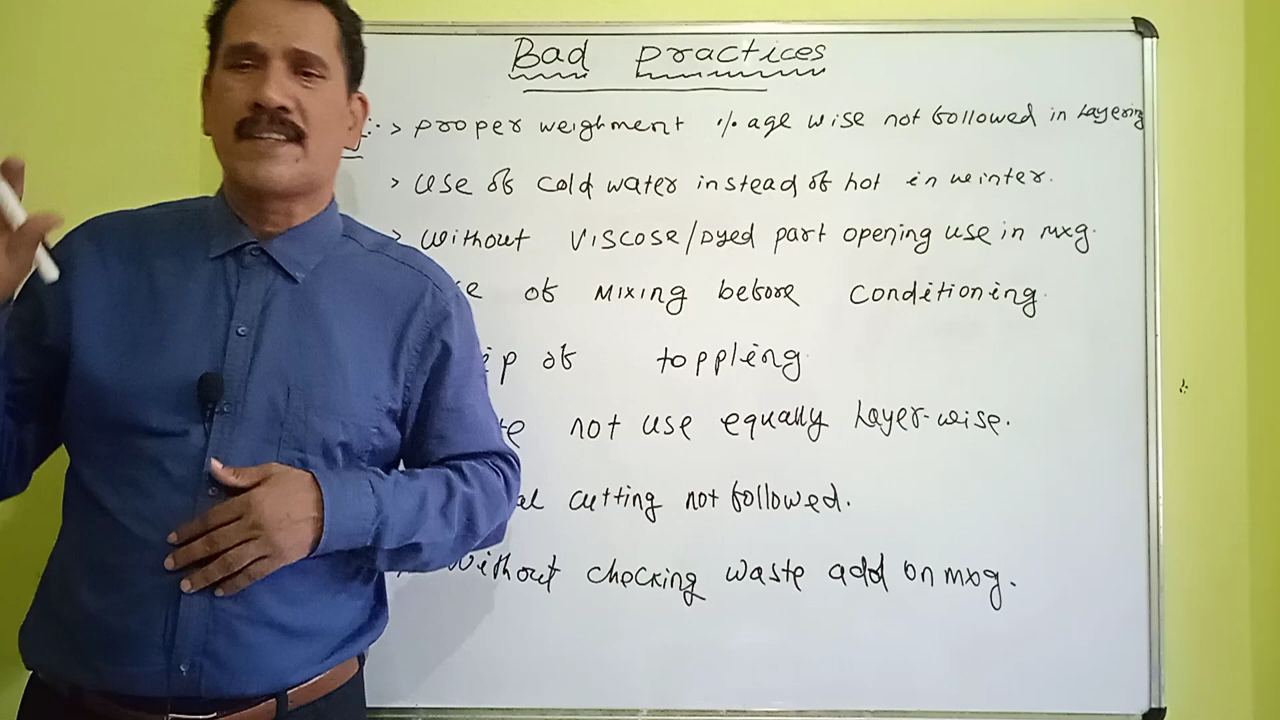 Bad Practices
> Proper weighment %age wise not followed in Layering
> Use of cold water instead of hot in winter.
> Without Viscose/Dyed part opening use in mxg.
of Mixing before conditioning.
of toppling
not use equally Layer-wise.
cutting not followed.
Without checking waste add on mxg.